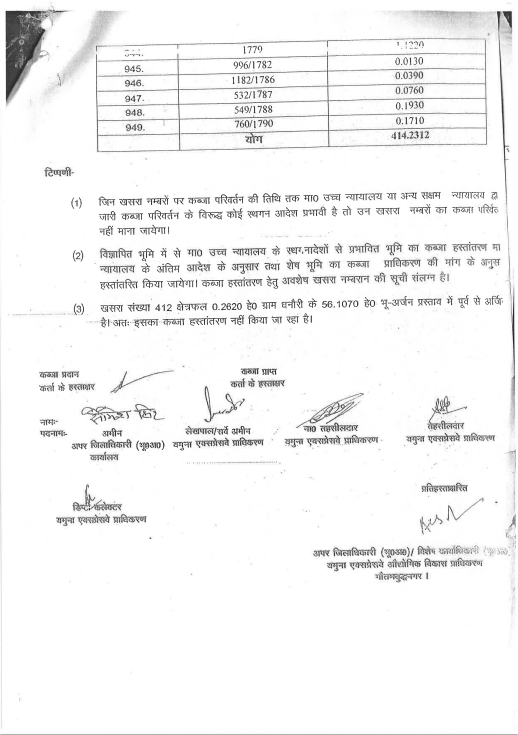 944. 1779 1.1220
945. 996/1782 0.0130
946. 1182/1786 0.0390
947. 532/1787 0.0760
948. 549/1788 0.1930
949. 760/1790 0.1710
योग 414.2312
टिप्पणी-
(1) जिन खसरा नम्बरों पर कब्जा परिवर्तन की तिथि तक मा0 उच्च न्यायालय या अन्य सक्षम न्यायालय द्वा
जारी कब्जा परिवर्तन के विरुद्ध कोई स्थगन आदेश प्रभावी है तो उन खसरा नम्बरों का कब्जा परिवर्त
नहीं माना जायेगा।
(2) विज्ञापित भूमि में से मा0 उच्च न्यायालय के स्थगनादेशों से प्रभावित भूमि का कब्जा हस्तांतरण मा
न्यायालय के अंतिम आदेश के अनुसार तथा शेष भूमि का कब्जा प्राधिकरण की मांग के अनुस
हस्तांतरित किया जायेगा। कब्जा हस्तांतरण हेतु अवशेष खसरा नम्बरान की सूची संलग्न है।
(3) खसरा संख्या 412 क्षेत्रफल 0.2620 हे0 ग्राम धनौरी के 56.1070 हे0 भू-अर्जन प्रस्ताव में पूर्व से अर्जि
है। अतः इसका कब्जा हस्तांतरण नहीं किया जा रहा है।
कब्जा प्रदान कब्जा प्राप्त
कर्ता के हस्ताक्षर कर्ता के हस्ताक्षर
नामः-
पदनामः- अमीन लेखपाल/सर्वे अमीन ना0 तहसीलदार तहसीलदार
अपर जिलाधिकारी (भू0अ0) यमुना एक्सप्रेसवे प्राधिकरण यमुना एक्सप्रेसवे प्राधिकरण यमुना एक्सप्रेसवे प्राधिकरण
कार्यालय
डिप्टी कलेक्टर
यमुना एक्सप्रेसवे प्राधिकरण
प्रतिहस्ताक्षरित
अपर जिलाधिकारी (भू0अ0)/ विशेष कार्याधिकारी (भू0अ0)
यमुना एक्सप्रेसवे औद्योगिक विकास प्राधिकरण
गौतमबुद्धनगर ।